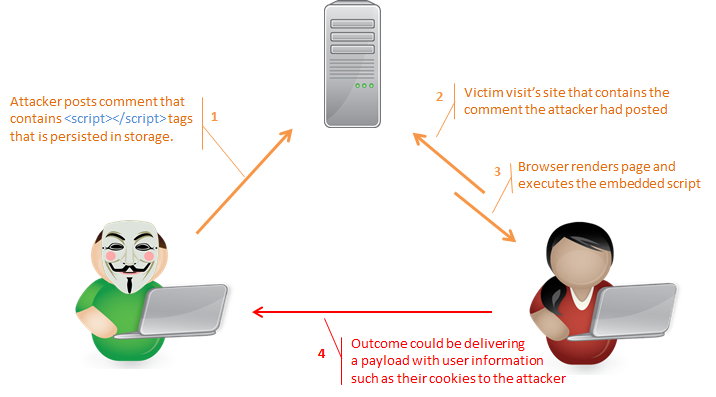 Attacker posts comment that
contains <script></script> tags
that is persisted in storage.
1
2
Victim visit's site that contains the
comment the attacker had posted
3
Browser renders page and
executes the embedded script
4
Outcome could be delivering
a payload with user information
such as their cookies to the attacker